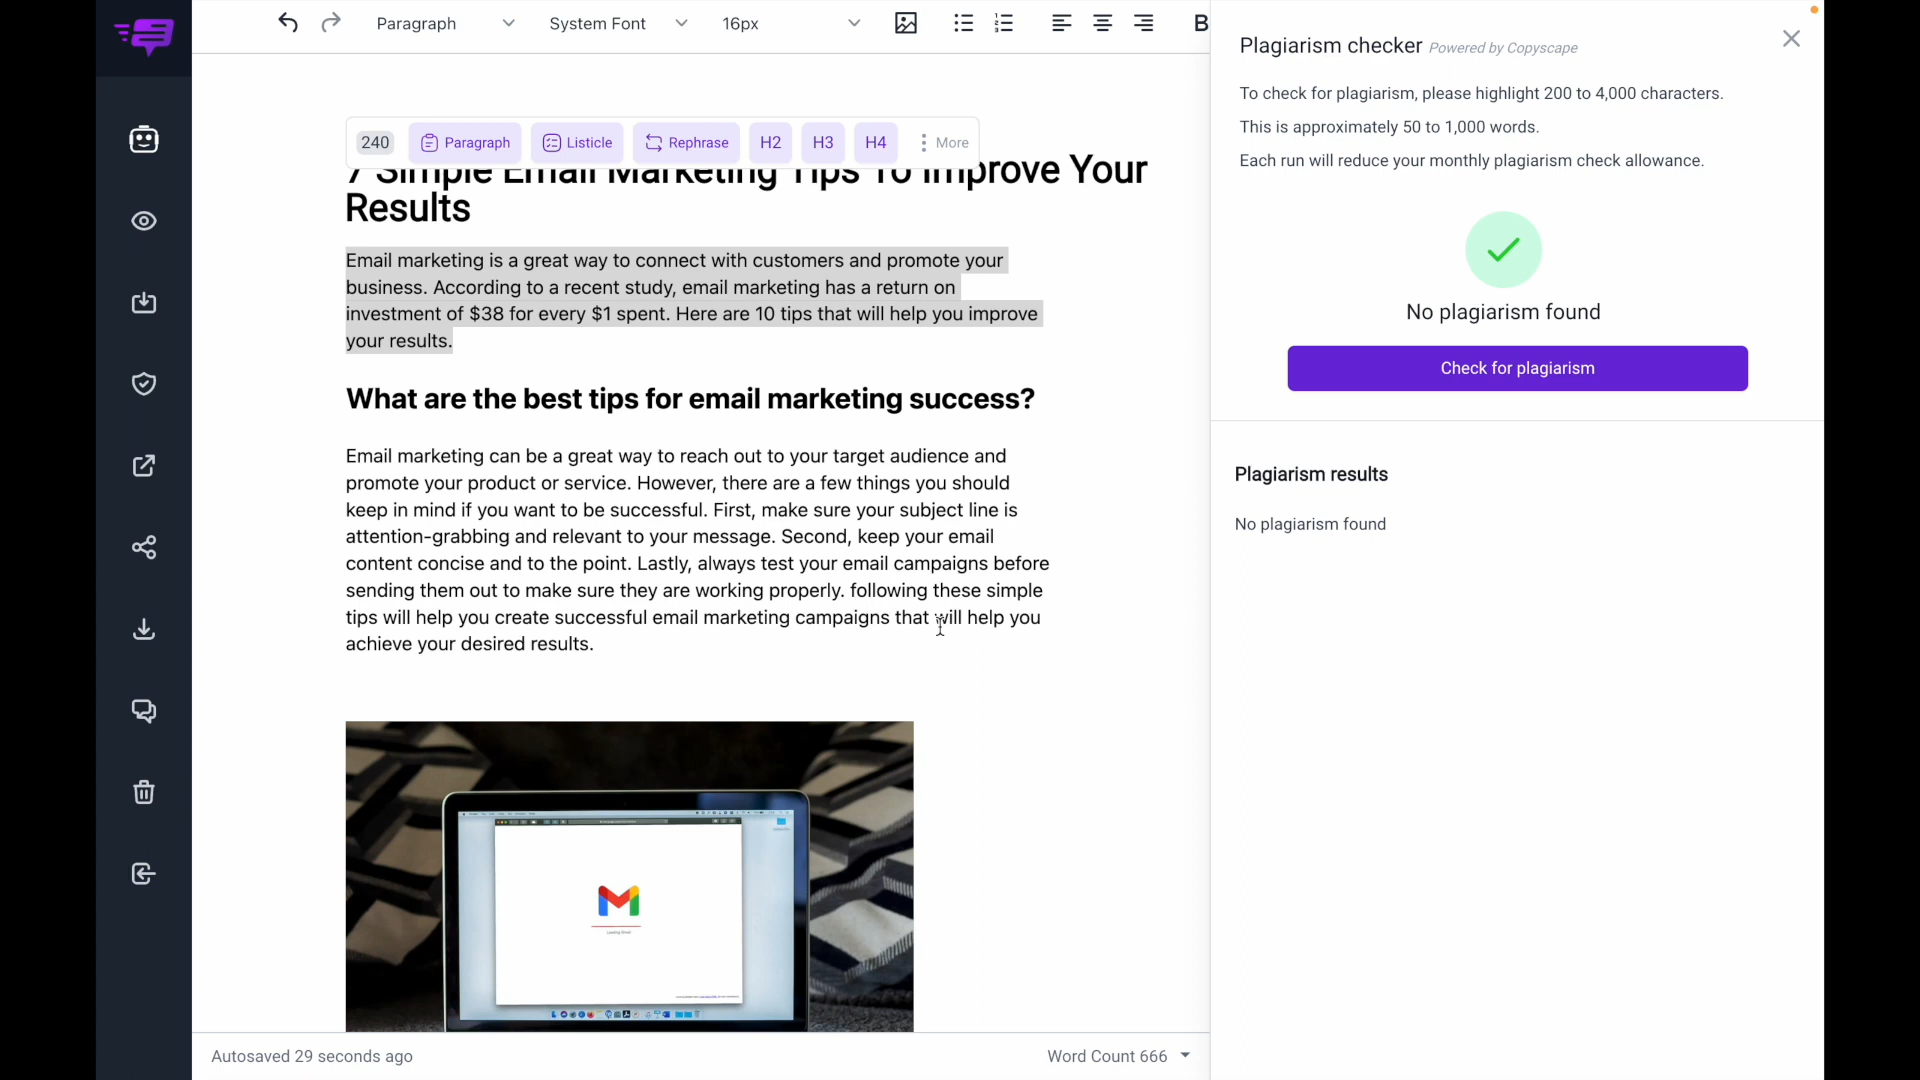 Paragraph
System Font
16px
B
240
Paragraph
Listicle
Rephrase
H2
H3
H4
More
7 Simple Email Marketing Tips To Improve Your
Results
Email marketing is a great way to connect with customers and promote your
business. According to a recent study, email marketing has a return on
investment of $38 for every $1 spent. Here are 10 tips that will help you improve
your results.
What are the best tips for email marketing success?
Email marketing can be a great way to reach out to your target audience and
promote your product or service. However, there are a few things you should
keep in mind if you want to be successful. First, make sure your subject line is
attention-grabbing and relevant to your message. Second, keep your email
content concise and to the point. Lastly, always test your email campaigns before
sending them out to make sure they are working properly. following these simple
tips will help you create successful email marketing campaigns that will help you
achieve your desired results.
Autosaved 29 seconds ago
Word Count 666
Plagiarism checker Powered by Copyscape
To check for plagiarism, please highlight 200 to 4,000 characters.
This is approximately 50 to 1,000 words.
Each run will reduce your monthly plagiarism check allowance.
No plagiarism found
Check for plagiarism
Plagiarism results
No plagiarism found